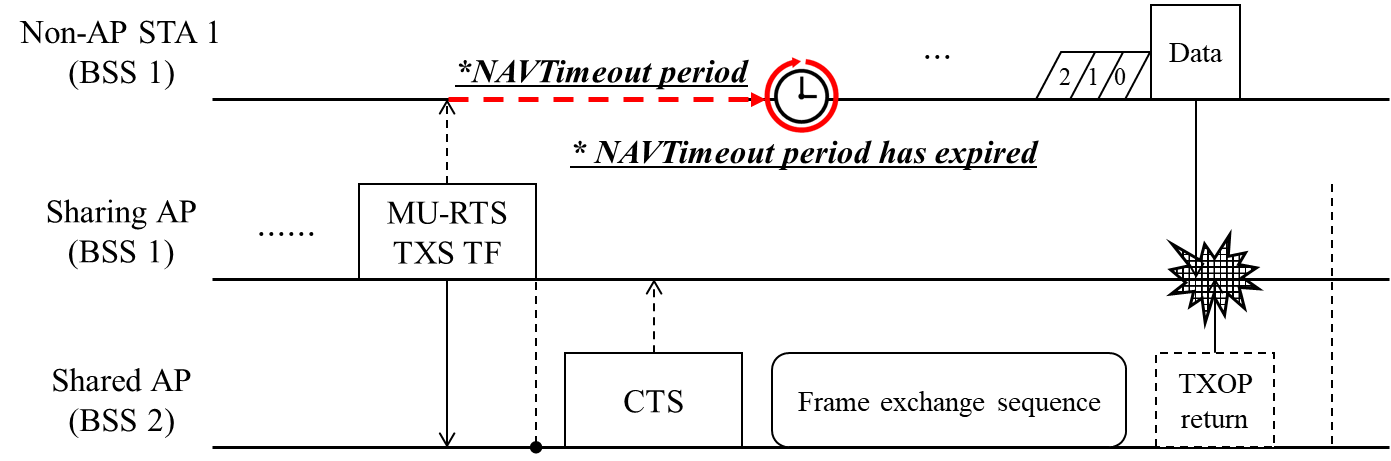 Non-AP STA 1
(BSS 1)
*NAVTimeout period
...
2 1 0
Data
* NAVTimeout period has expired
Sharing AP
(BSS 1)
......
MU-RTS
TXS TF
Shared AP
(BSS 2)
CTS
Frame exchange sequence
TXOP
return